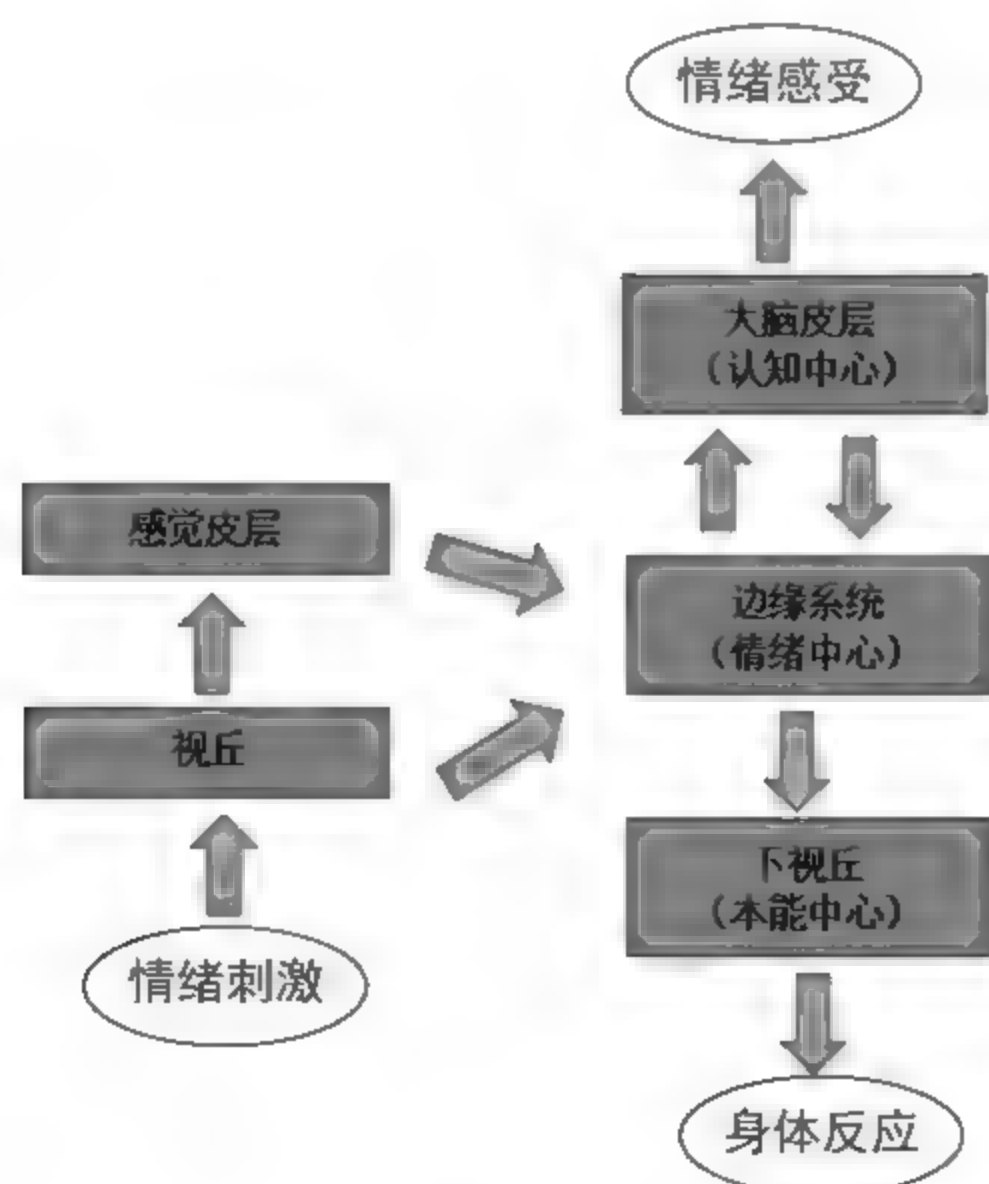 情绪感受
大脑皮层
（认知中心）
感觉皮层
边缘系统
（情绪中心）
视丘
下视丘
（本能中心）
情绪刺激
身体反应